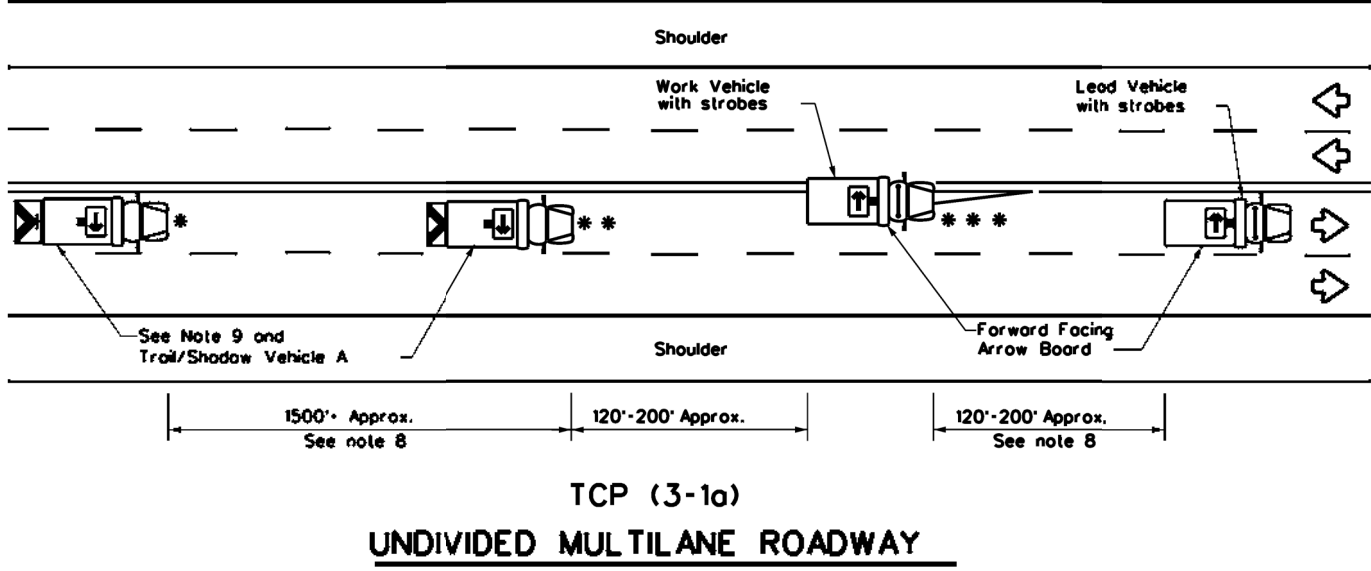 Shoulder
Work Vehicle
with strobes
Lead Vehicle
with strobes
*
* *
* * *
See Note 9 and
Trail/Shadow Vehicle A
Shoulder
Forward Facing
Arrow Board
1500'+ Approx.
See note 8
120'-200' Approx.
120'-200' Approx.
See note 8
TCP (3-1a)
UNDIVIDED MULTILANE ROADWAY